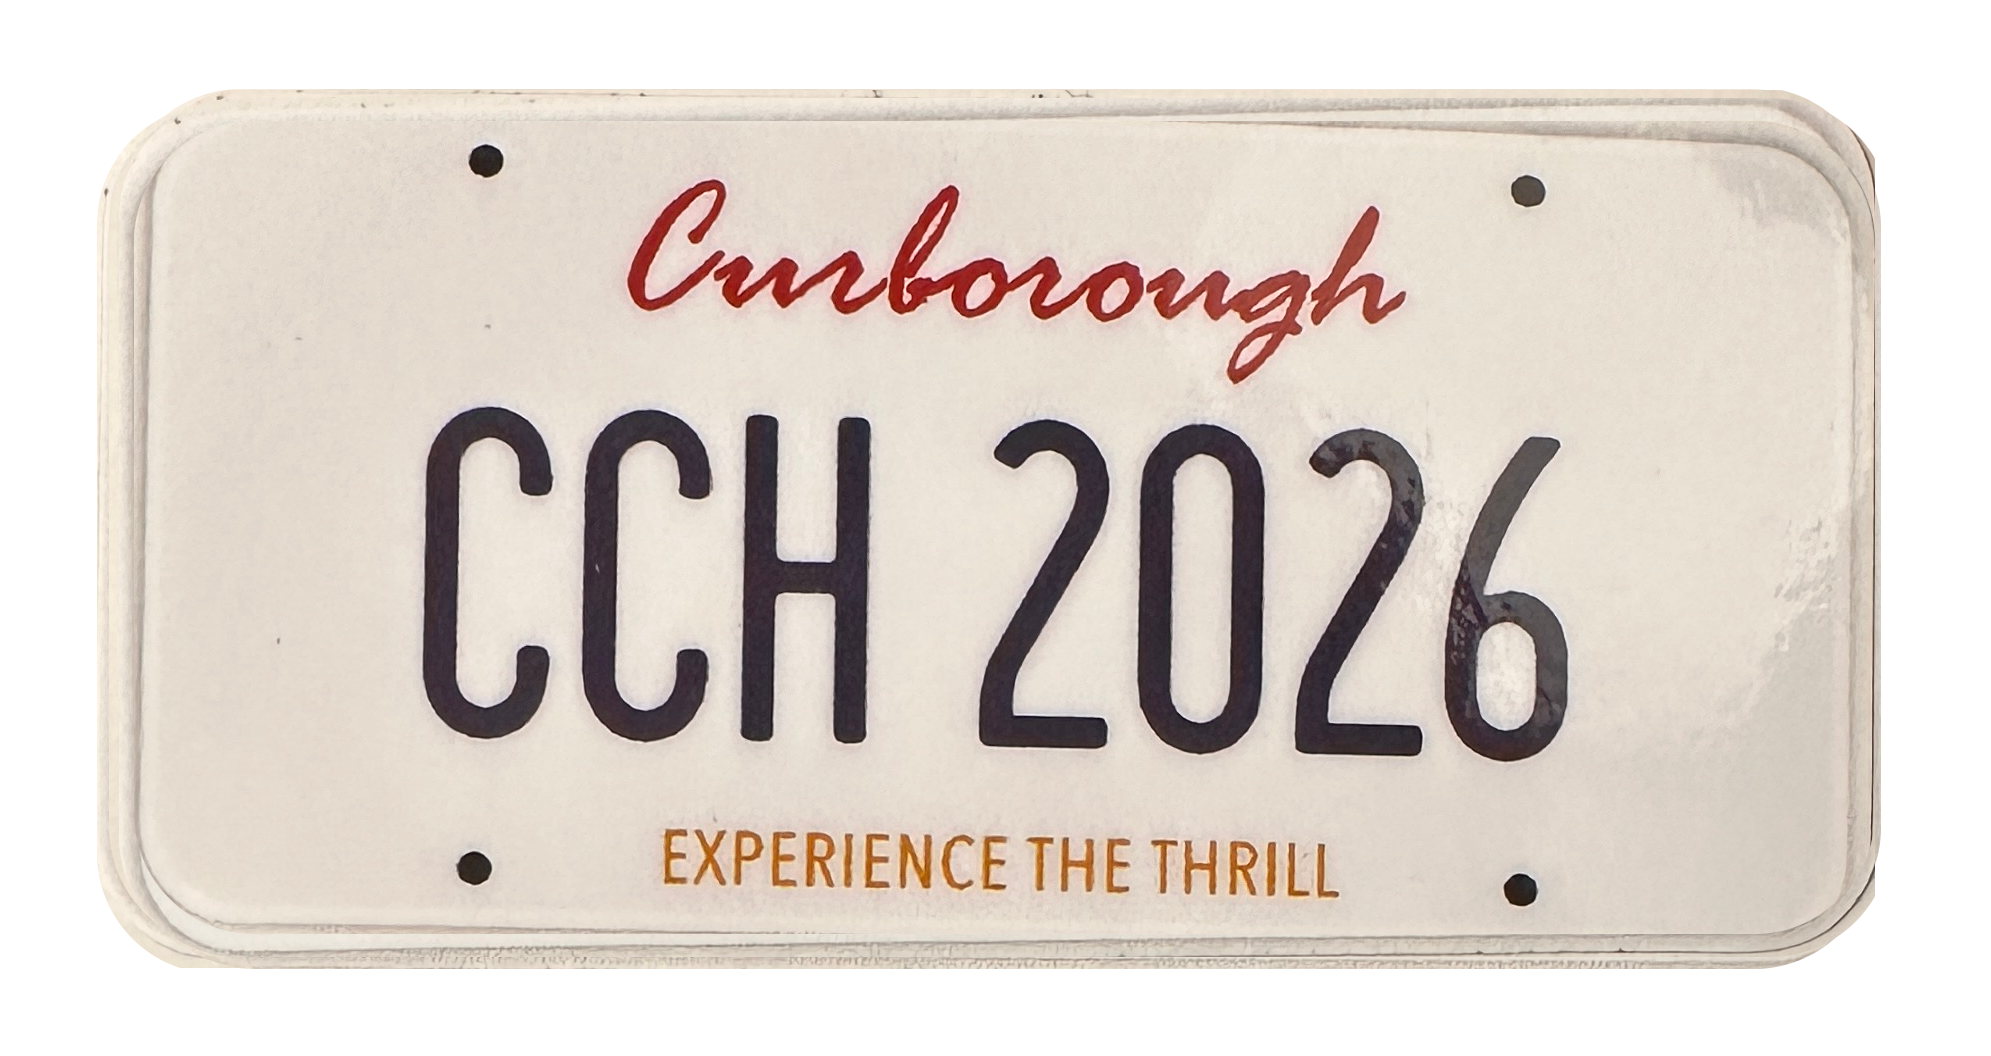 Curborough
CCH 2026
EXPERIENCE THE THRILL